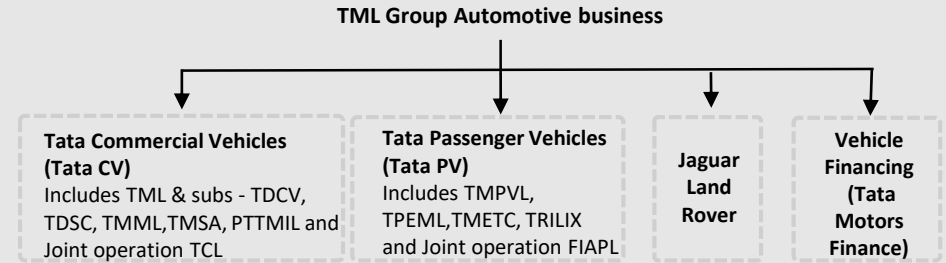 TML Group Automotive business
Tata Commercial Vehicles
(Tata CV)
Includes TML & subs - TDCV,
TDSC, TMML,TMSA, PTTMIL and
Joint operation TCL
Tata Passenger Vehicles
(Tata PV)
Includes TMPVL,
TPEML,TMETC, TRILIX
and Joint operation FIAPL
Jaguar
Land
Rover
Vehicle
Financing
(Tata
Motors
Finance)